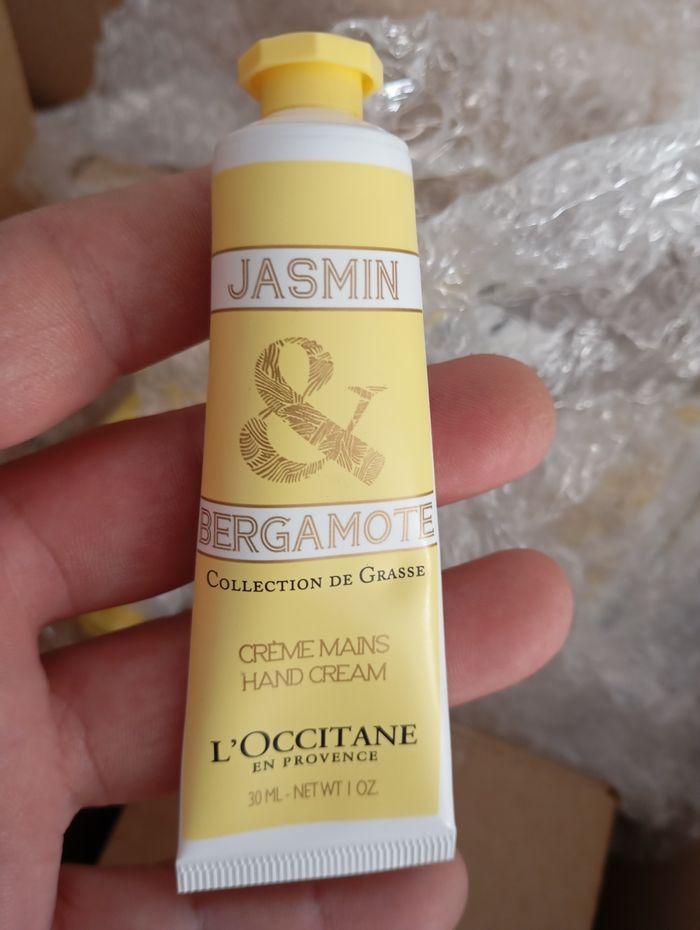 JASMIN
&
BERGAMOTE
COLLECTION DE GRASSE
CRÈME MAINS
HAND CREAM
L'OCCITANE
EN PROVENCE
30 ML - NET WT 1 OZ.